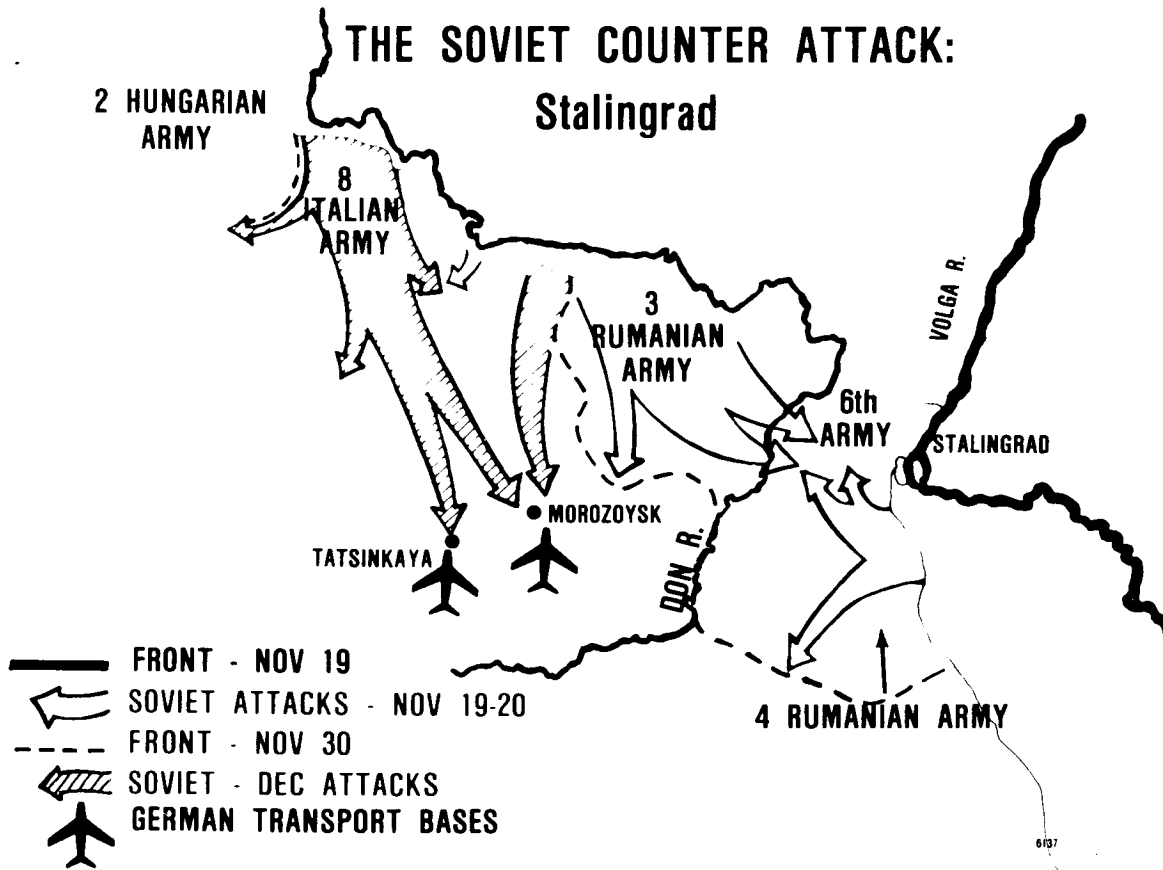 THE SOVIET COUNTER ATTACK:
Stalingrad
2 HUNGARIAN
ARMY
8
ITALIAN
ARMY
3
RUMANIAN
ARMY
VOLGA R.
6th
ARMY
STALINGRAD
MOROZOYSK
TATSINKAYA
DON R.
4 RUMANIAN ARMY
FRONT - NOV 19
SOVIET ATTACKS - NOV 19-20
FRONT - NOV 30
SOVIET - DEC ATTACKS
GERMAN TRANSPORT BASES
6137